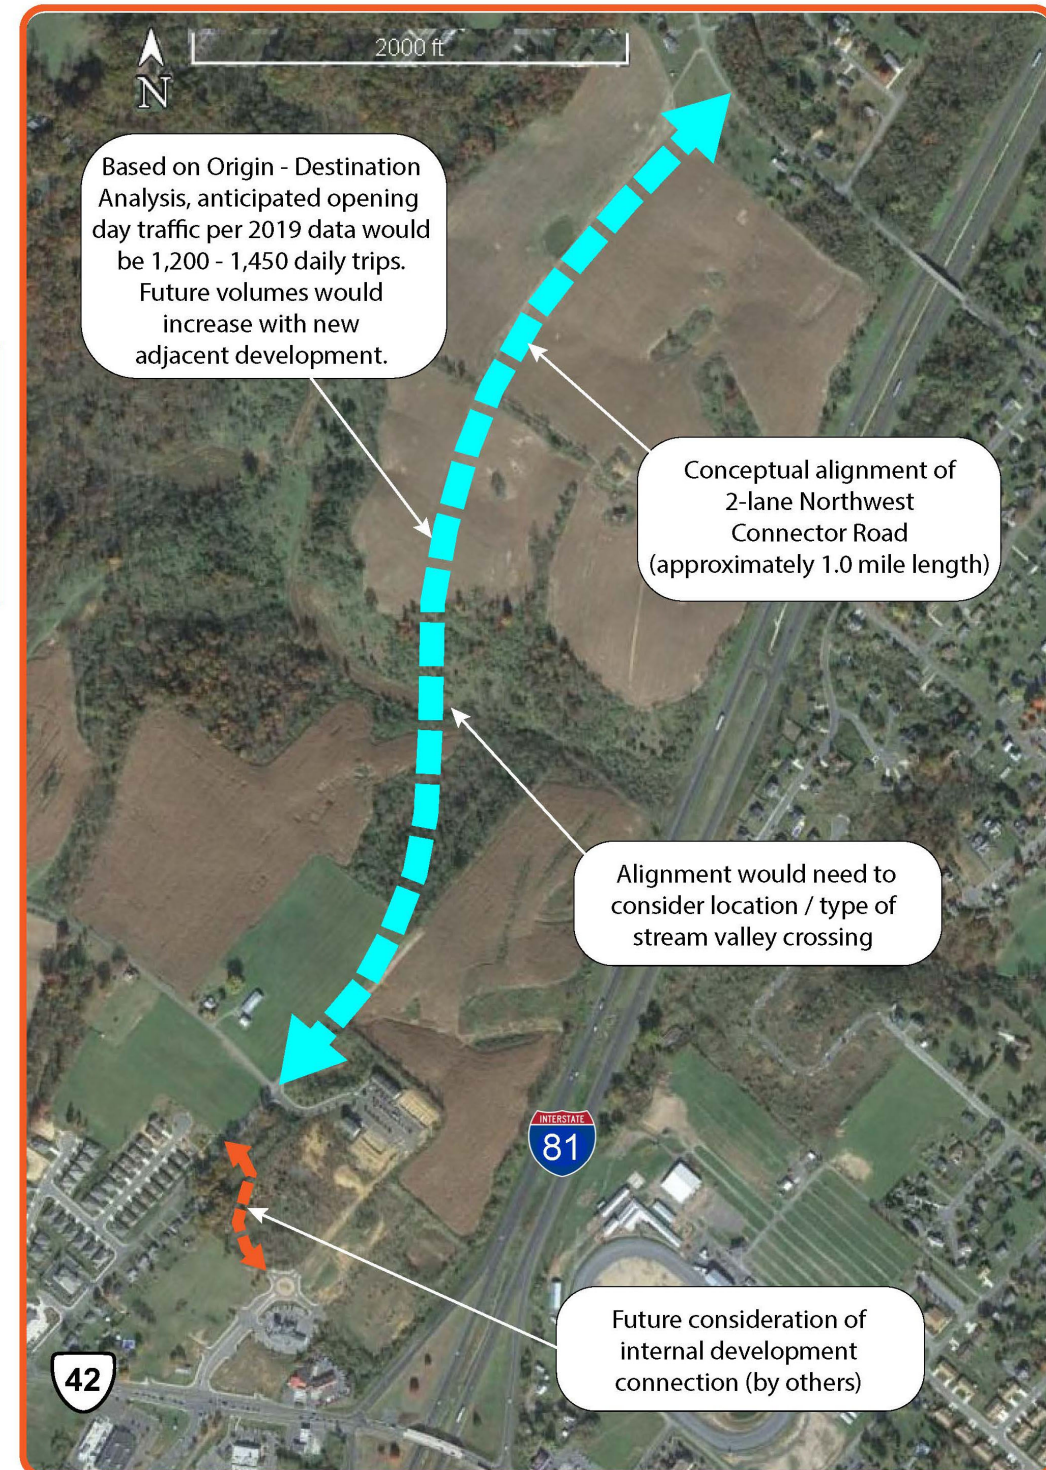 2000 ft
N
Based on Origin - Destination
Analysis, anticipated opening
day traffic per 2019 data would
be 1,200 - 1,450 daily trips.
Future volumes would
increase with new
adjacent development.
Conceptual alignment of
2-lane Northwest
Connector Road
(approximately 1.0 mile length)
Alignment would need to
consider location / type of
stream valley crossing
INTERSTATE
81
Future consideration of
internal development
connection (by others)
42